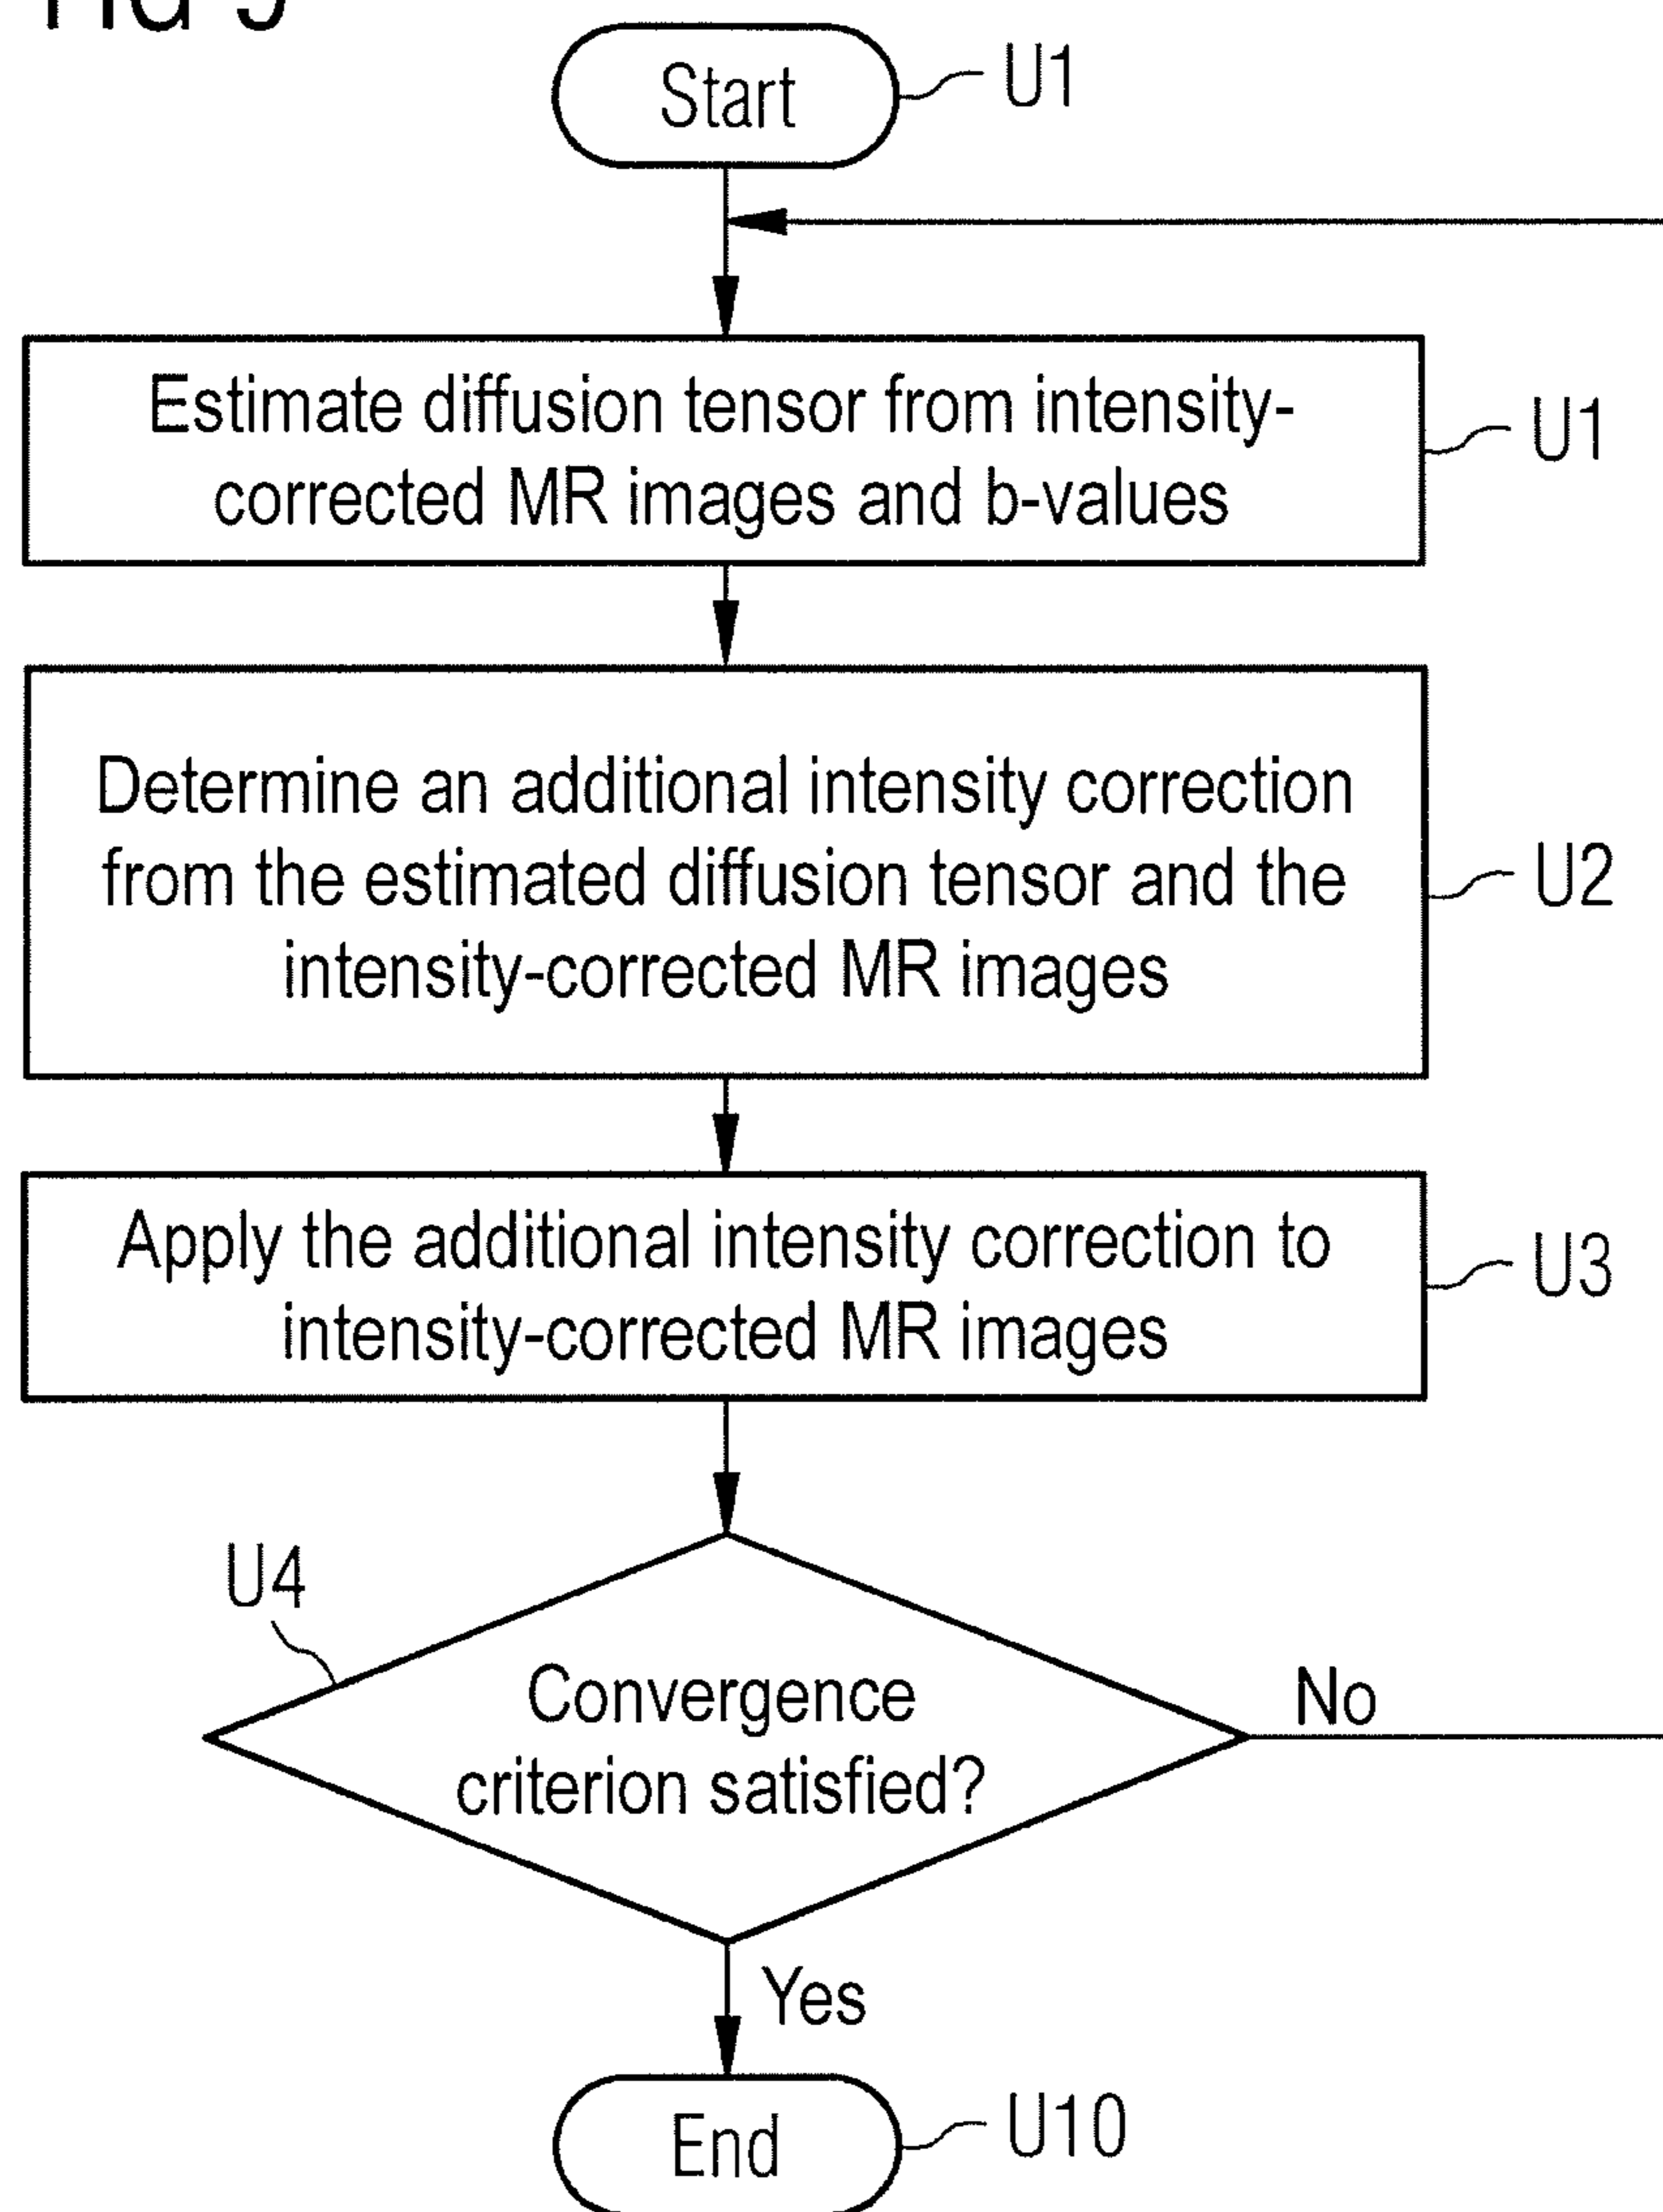 Start
U1
Estimate diffusion tensor from intensity-
corrected MR images and b-values
U1
Determine an additional intensity correction
from the estimated diffusion tensor and the
intensity-corrected MR images
U2
Apply the additional intensity correction to
intensity-corrected MR images
U3
U4
Convergence
criterion satisfied?
No
Yes
End
U10